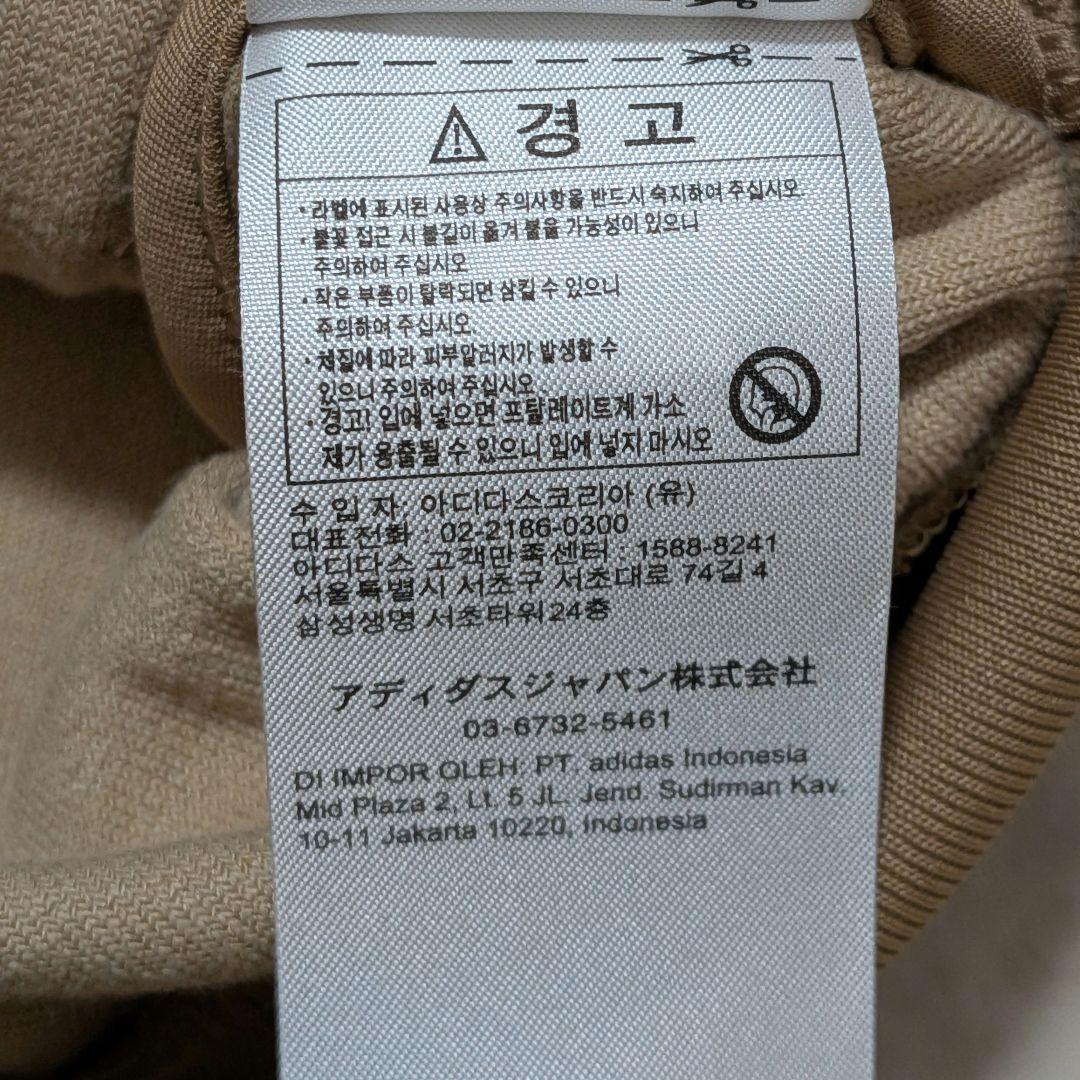 경 고
• 라벨에 표시된 사용상 주의사항을 반드시 숙지하여 주십시오.
• 불꽃 접근 시 불길이 옮겨 붙을 가능성이 있으니
주의하여 주십시오
• 작은 부품이 탈락되면 삼킬 수 있으니
주의하여 주십시오.
• 체질에 따라 피부알러지가 발생할 수
있으니 주의하여 주십시오.
• 경고! 입에 넣으면 프탈레이트계 가소
제가 용출될 수 있으니 입에 넣지 마시오
수 입 자, 아디다스코리아 (유)
대표전화 : 02-2186-0300
아디다스 고객만족센터 : 1588-8241
서울특별시 서초구 서초대로 74길 4
삼성생명 서초타워24층
アディダスジャパン株式会社
03-6732-5461
DI IMPOR OLEH: PT. adidas Indonesia
Mid Plaza 2, Lt. 5 JL. Jend. Sudirman Kav.
10-11 Jakarta 10220, Indonesia